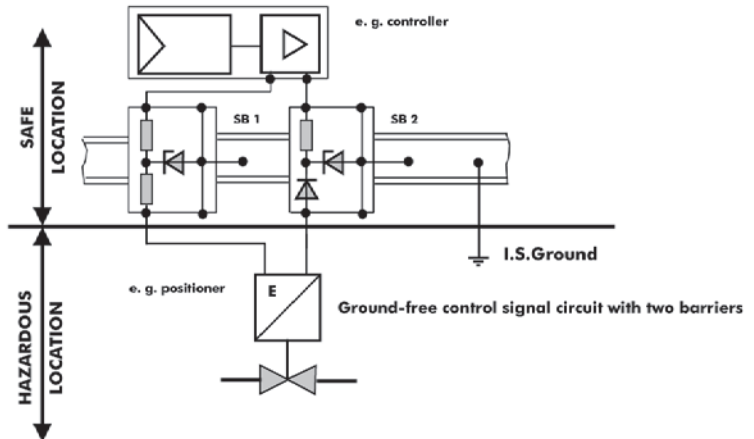 e. g. controller
SAFE
LOCATION
SB 1
SB 2
I.S.Ground
e. g. positioner
E
Ground-free control signal circuit with two barriers
HAZARDOUS
LOCATION